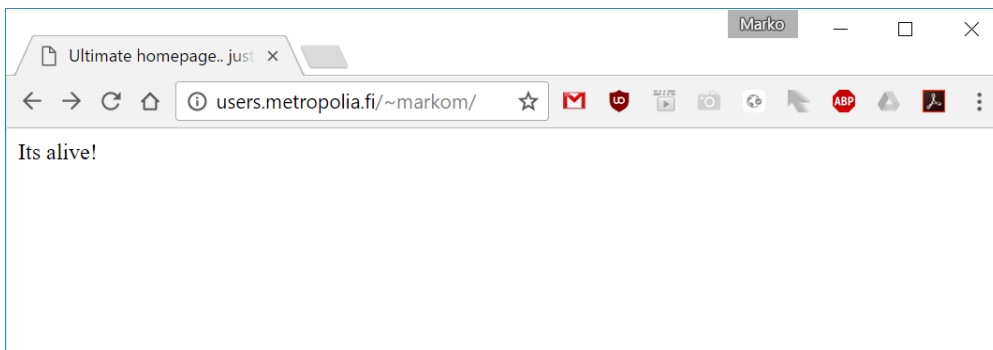 Marko
Ultimate homepage.. just
users.metropolia.fi/~markom/
ABP
Its alive!